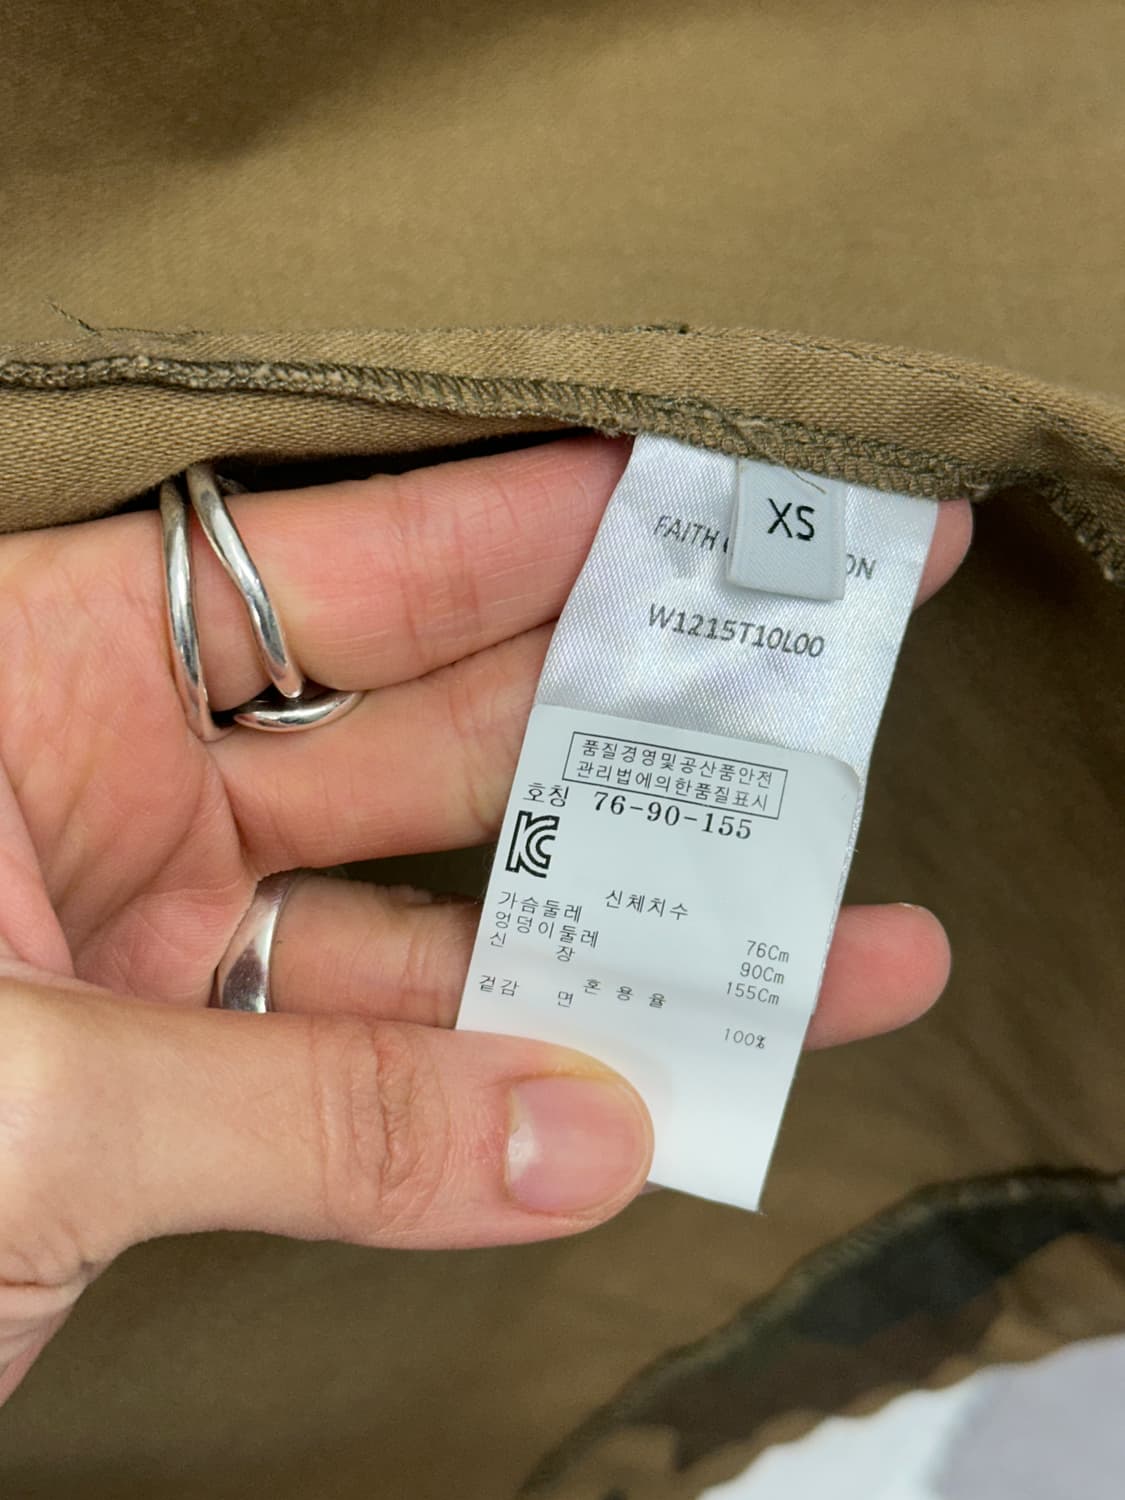 XS
FAITH
ON
W1215T10L00
품질경영및공산품안전
관리법에의한품질표시
호칭 76-90-155
KC
신체치수
가슴둘레 76Cm
엉덩이둘레 90Cm
신 장 155Cm
혼 용 율
겉감 면 100%